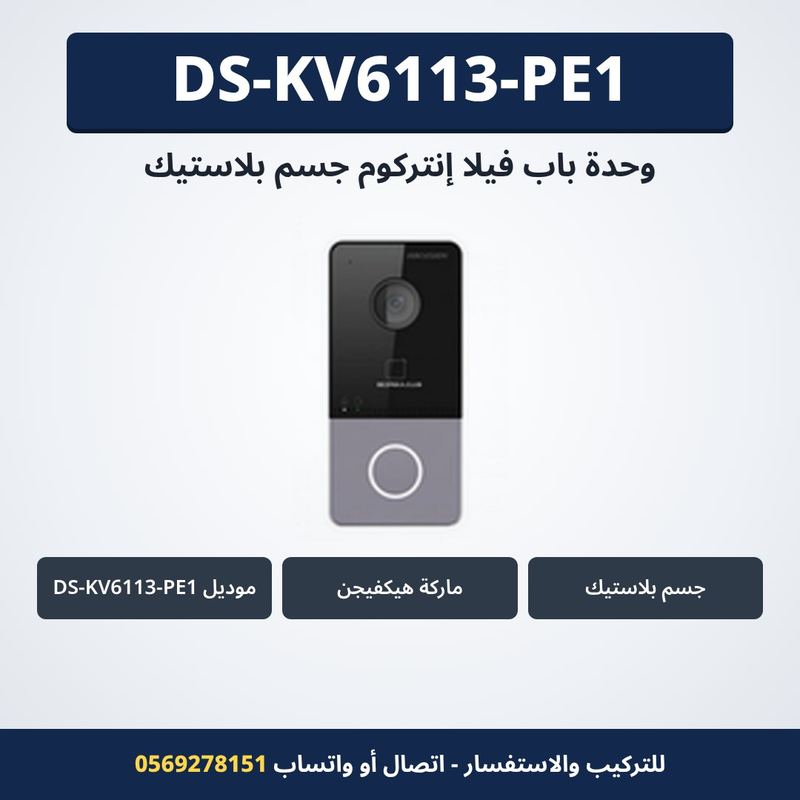 DS-KV6113-PE1
وحدة باب فيلا إنتركوم جسم بلاستيك
HIKVISION
جسم بلاستيك
ماركة هيكفيجن
موديل DS-KV6113-PE1
للتركيب والاستفسار - اتصال أو واتساب 0569278151